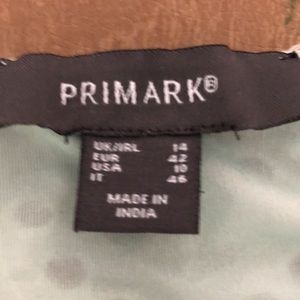 PRIMARK®
UK/IRL 14
EUR 42
USA 10
IT 46
MADE IN
INDIA